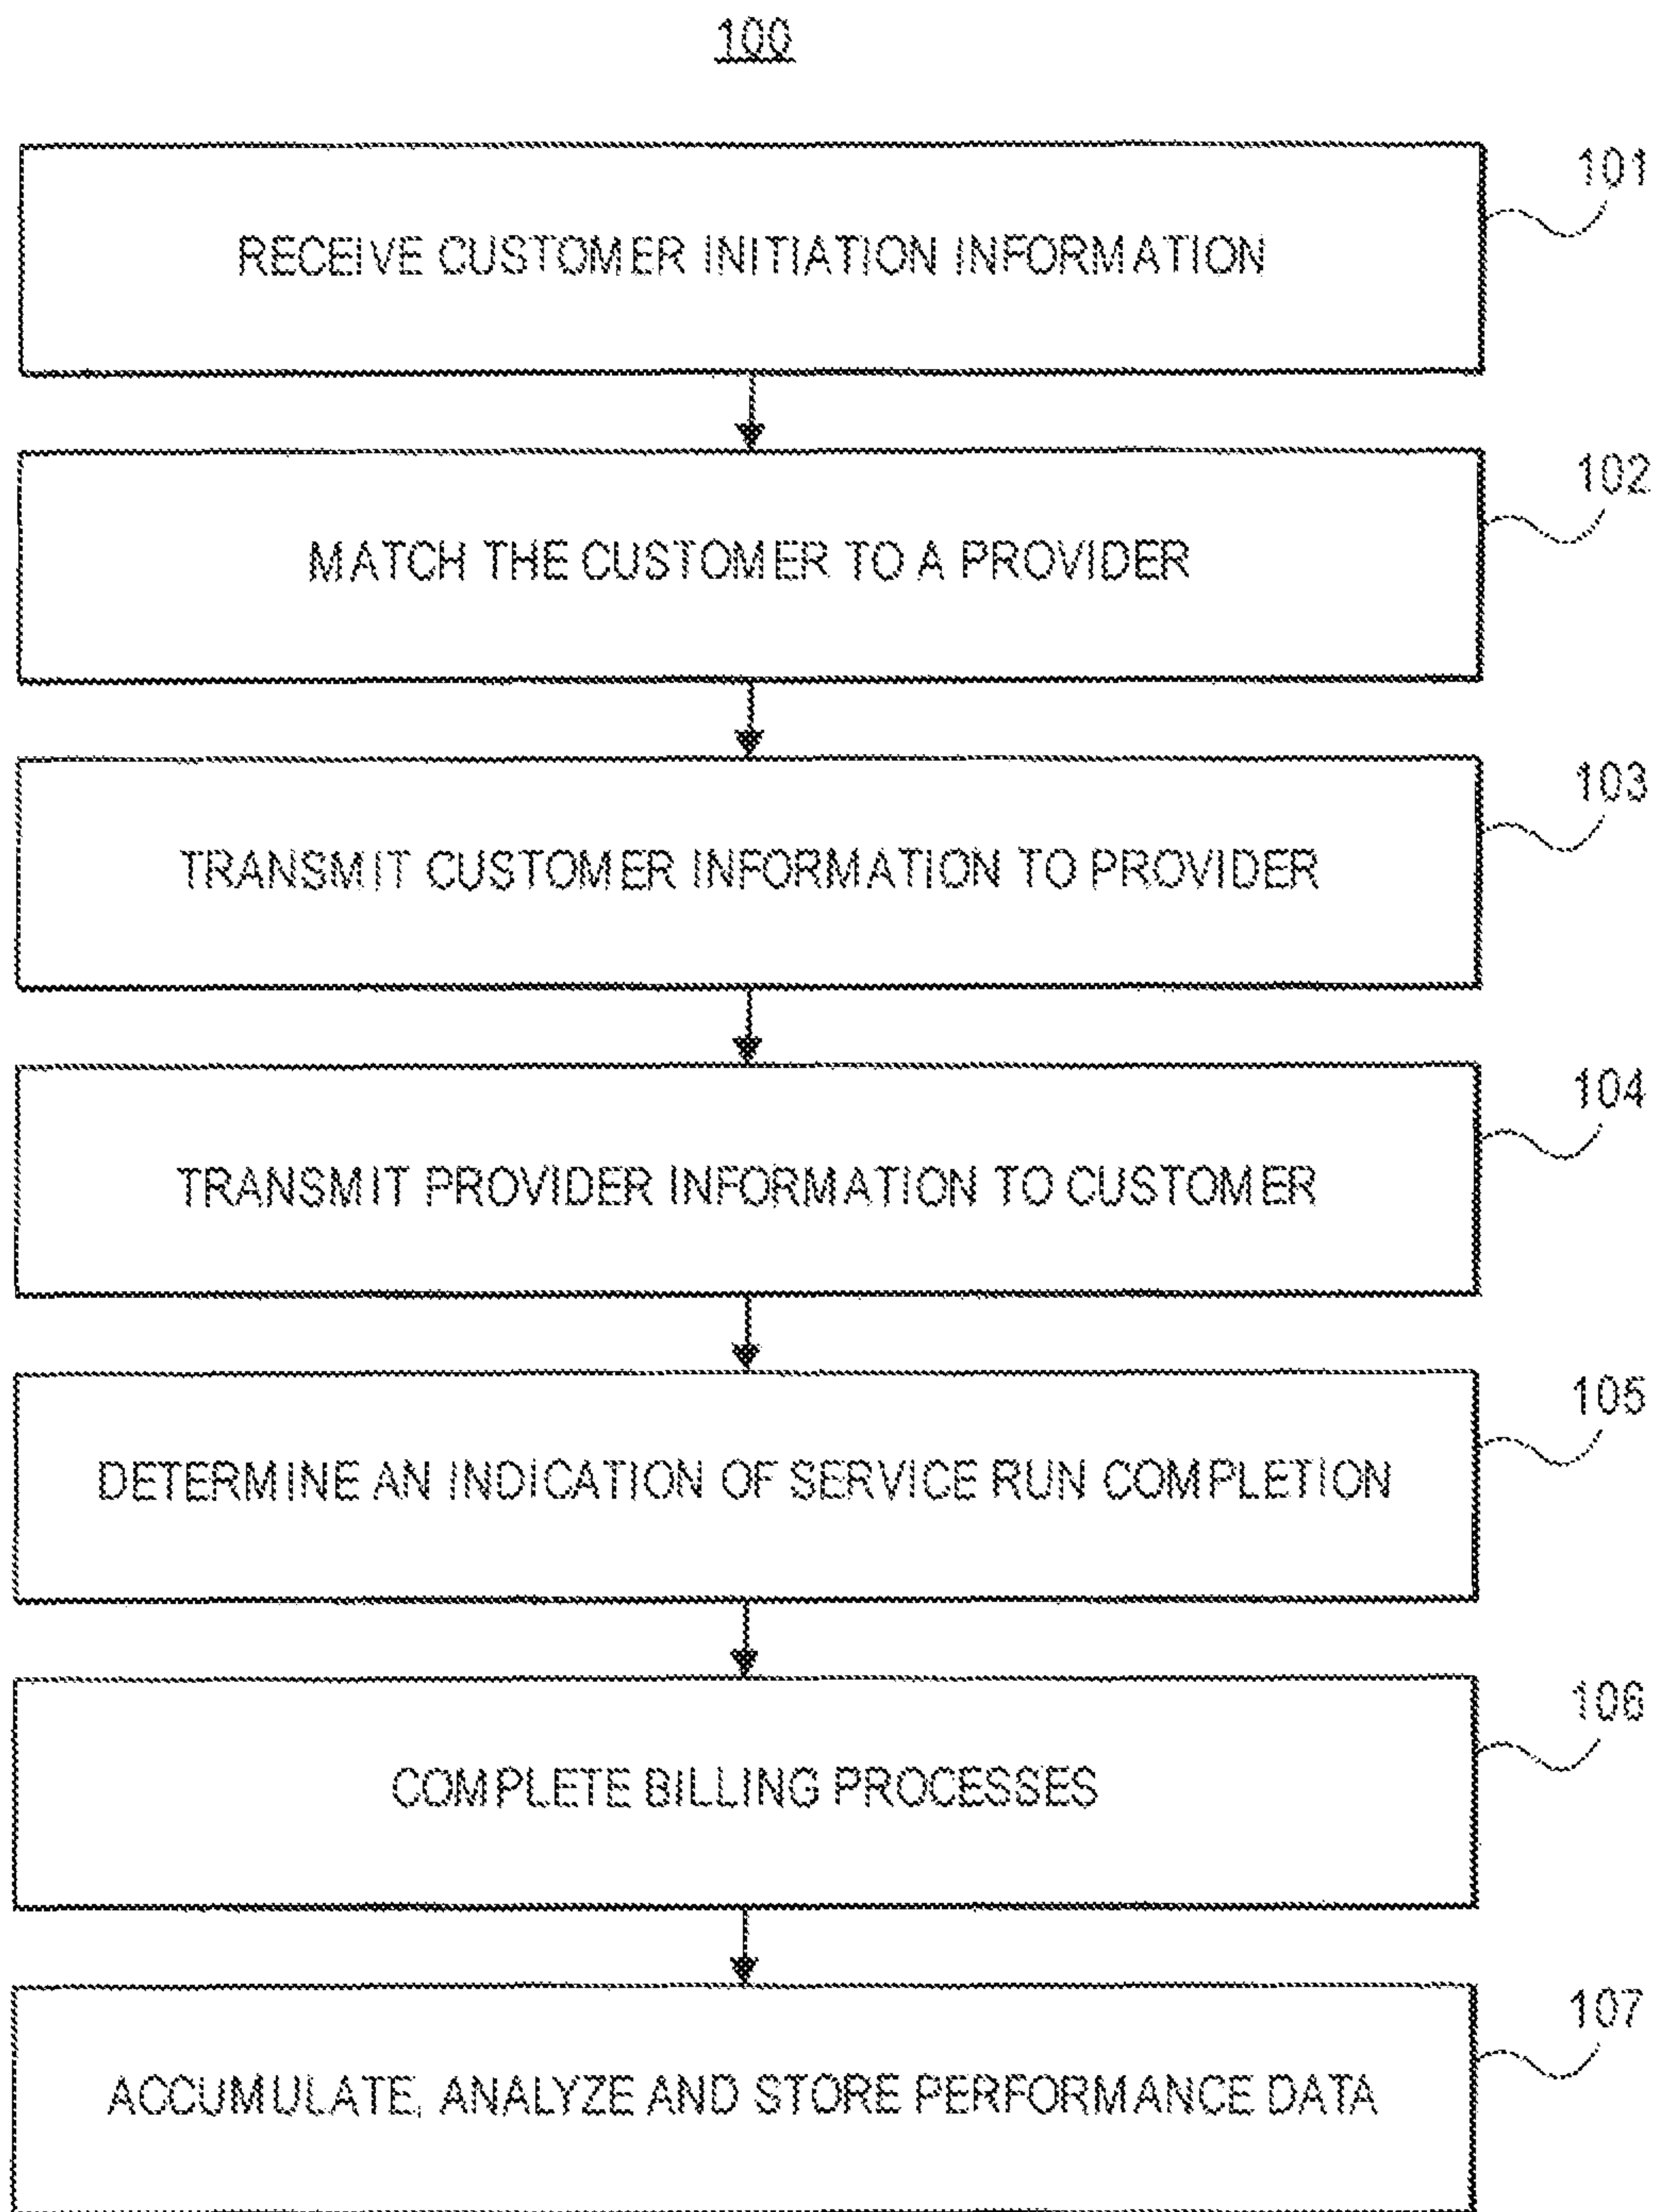 100
101
RECEIVE CUSTOMER INITIATION INFORMATION
102
MATCH THE CUSTOMER TO A PROVIDER
103
TRANSMIT CUSTOMER INFORMATION TO PROVIDER
104
TRANSMIT PROVIDER INFORMATION TO CUSTOMER
105
DETERMINE AN INDICATION OF SERVICE RUN COMPLETION
106
COMPLETE BILLING PROCESSES
107
ACCUMULATE, ANALYZE AND STORE PERFORMANCE DATA